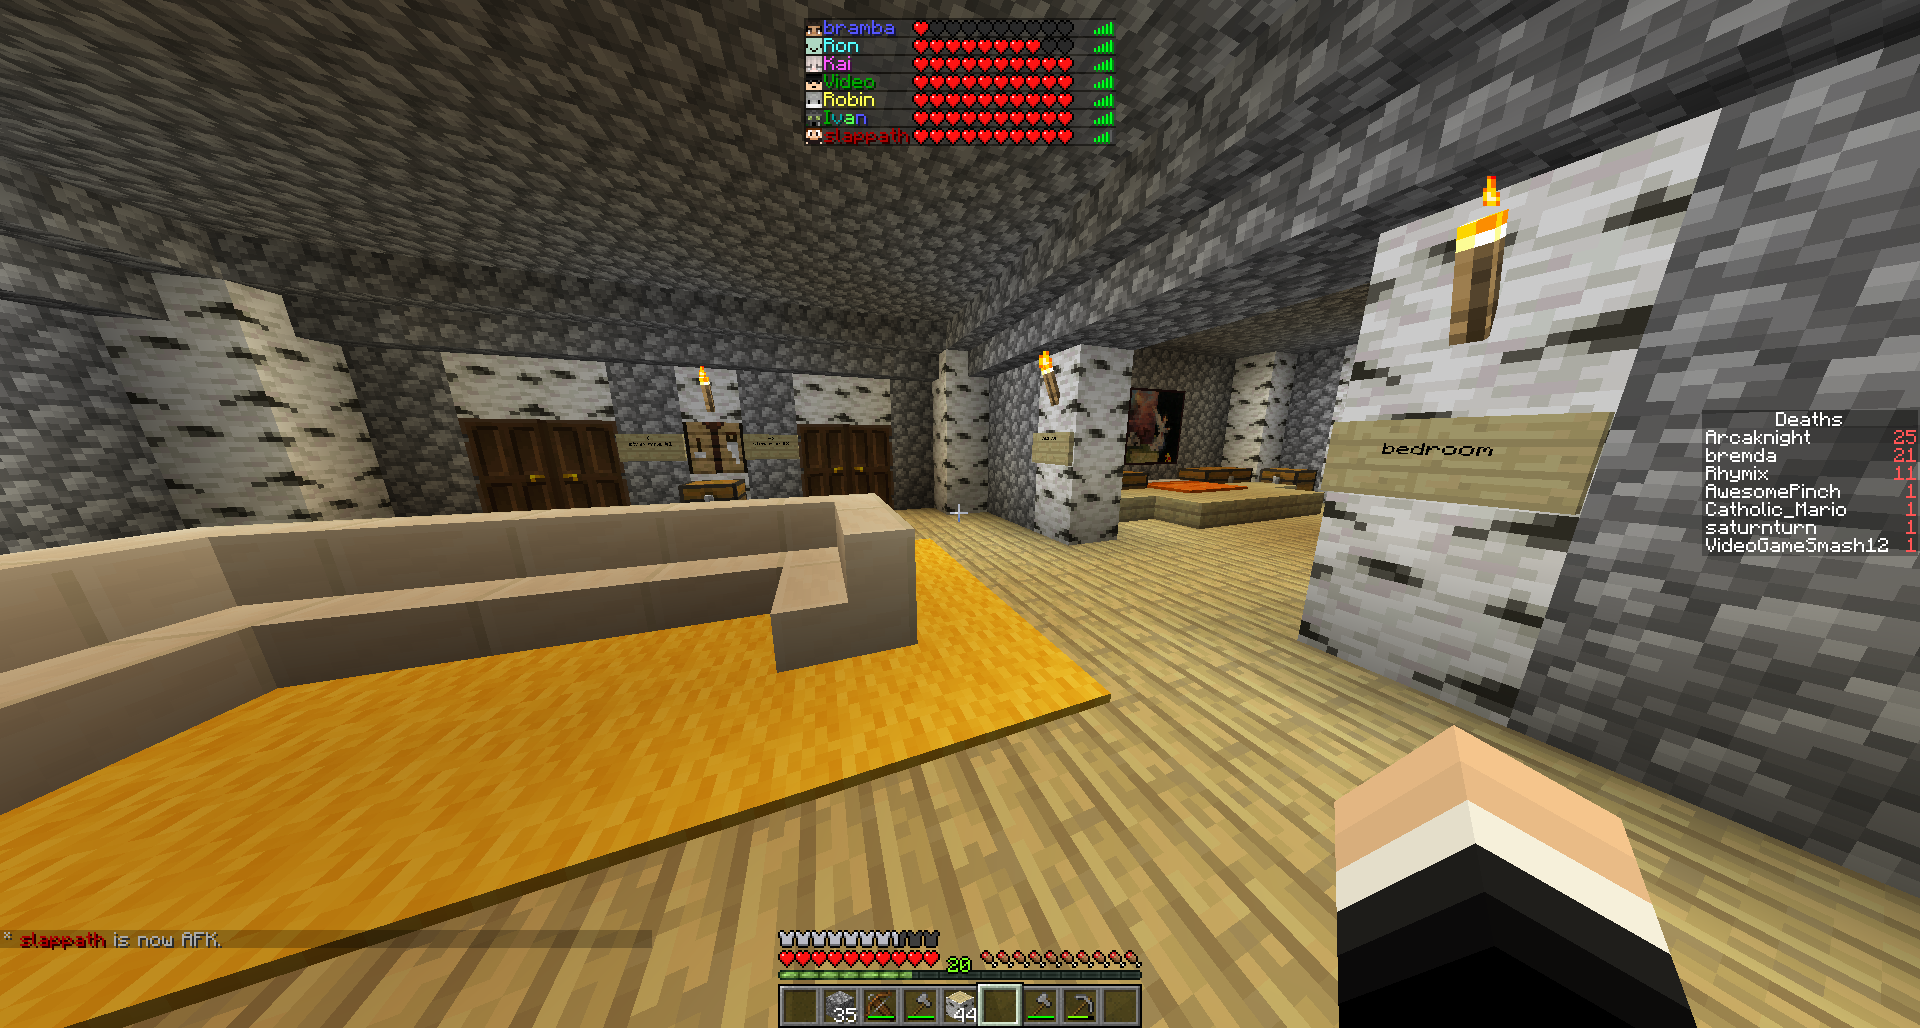 bramba
Ron
Kai
Video
Robin
Ivan
slappath
bedroom
Deaths
Arcaknight 25
bremda 21
Rhymix 11
AwesomePinch 1
Catholic_Mario 1
saturnturn 1
VideoGameSmash12 1
* slappath is now AFK.
20
35
44